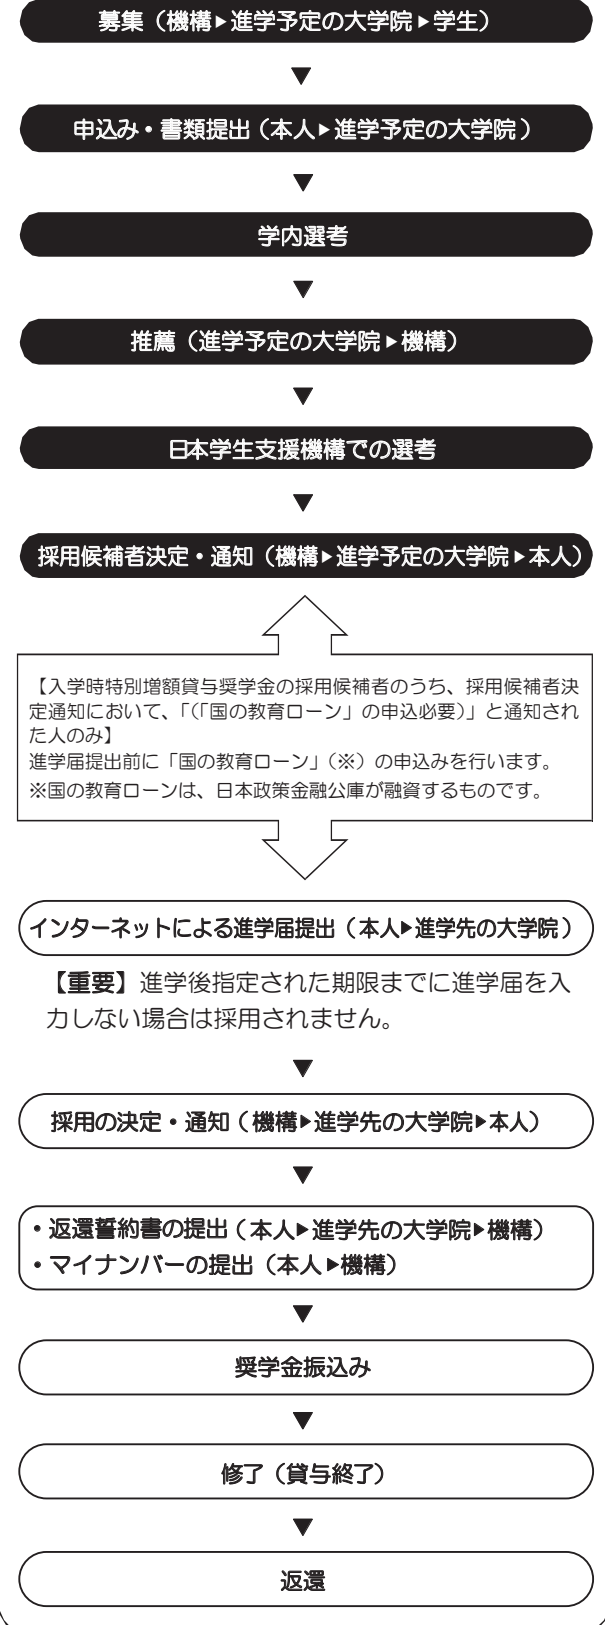 募集（機構▶進学予定の大学院▶学生）
▼
申込み・書類提出（本人▶進学予定の大学院）
▼
学内選考
▼
推薦（進学予定の大学院▶機構）
▼
日本学生支援機構での選考
▼
採用候補者決定・通知（機構▶進学予定の大学院▶本人）
【入学時特別増額貸与奨学金の採用候補者のうち、採用候補者決
定通知において、「（「国の教育ローン」の申込必要）」と通知され
た人のみ】
進学届提出前に「国の教育ローン」（※）の申込みを行います。
※国の教育ローンは、日本政策金融公庫が融資するものです。
インターネットによる進学届提出（本人▶進学先の大学院）
【重要】進学後指定された期限までに進学届を入
力しない場合は採用されません。
▼
採用の決定・通知（機構▶進学先の大学院▶本人）
▼
・返還誓約書の提出（本人▶進学先の大学院▶機構）
・マイナンバーの提出（本人▶機構）
▼
奨学金振込み
▼
修了（貸与終了）
▼
返還